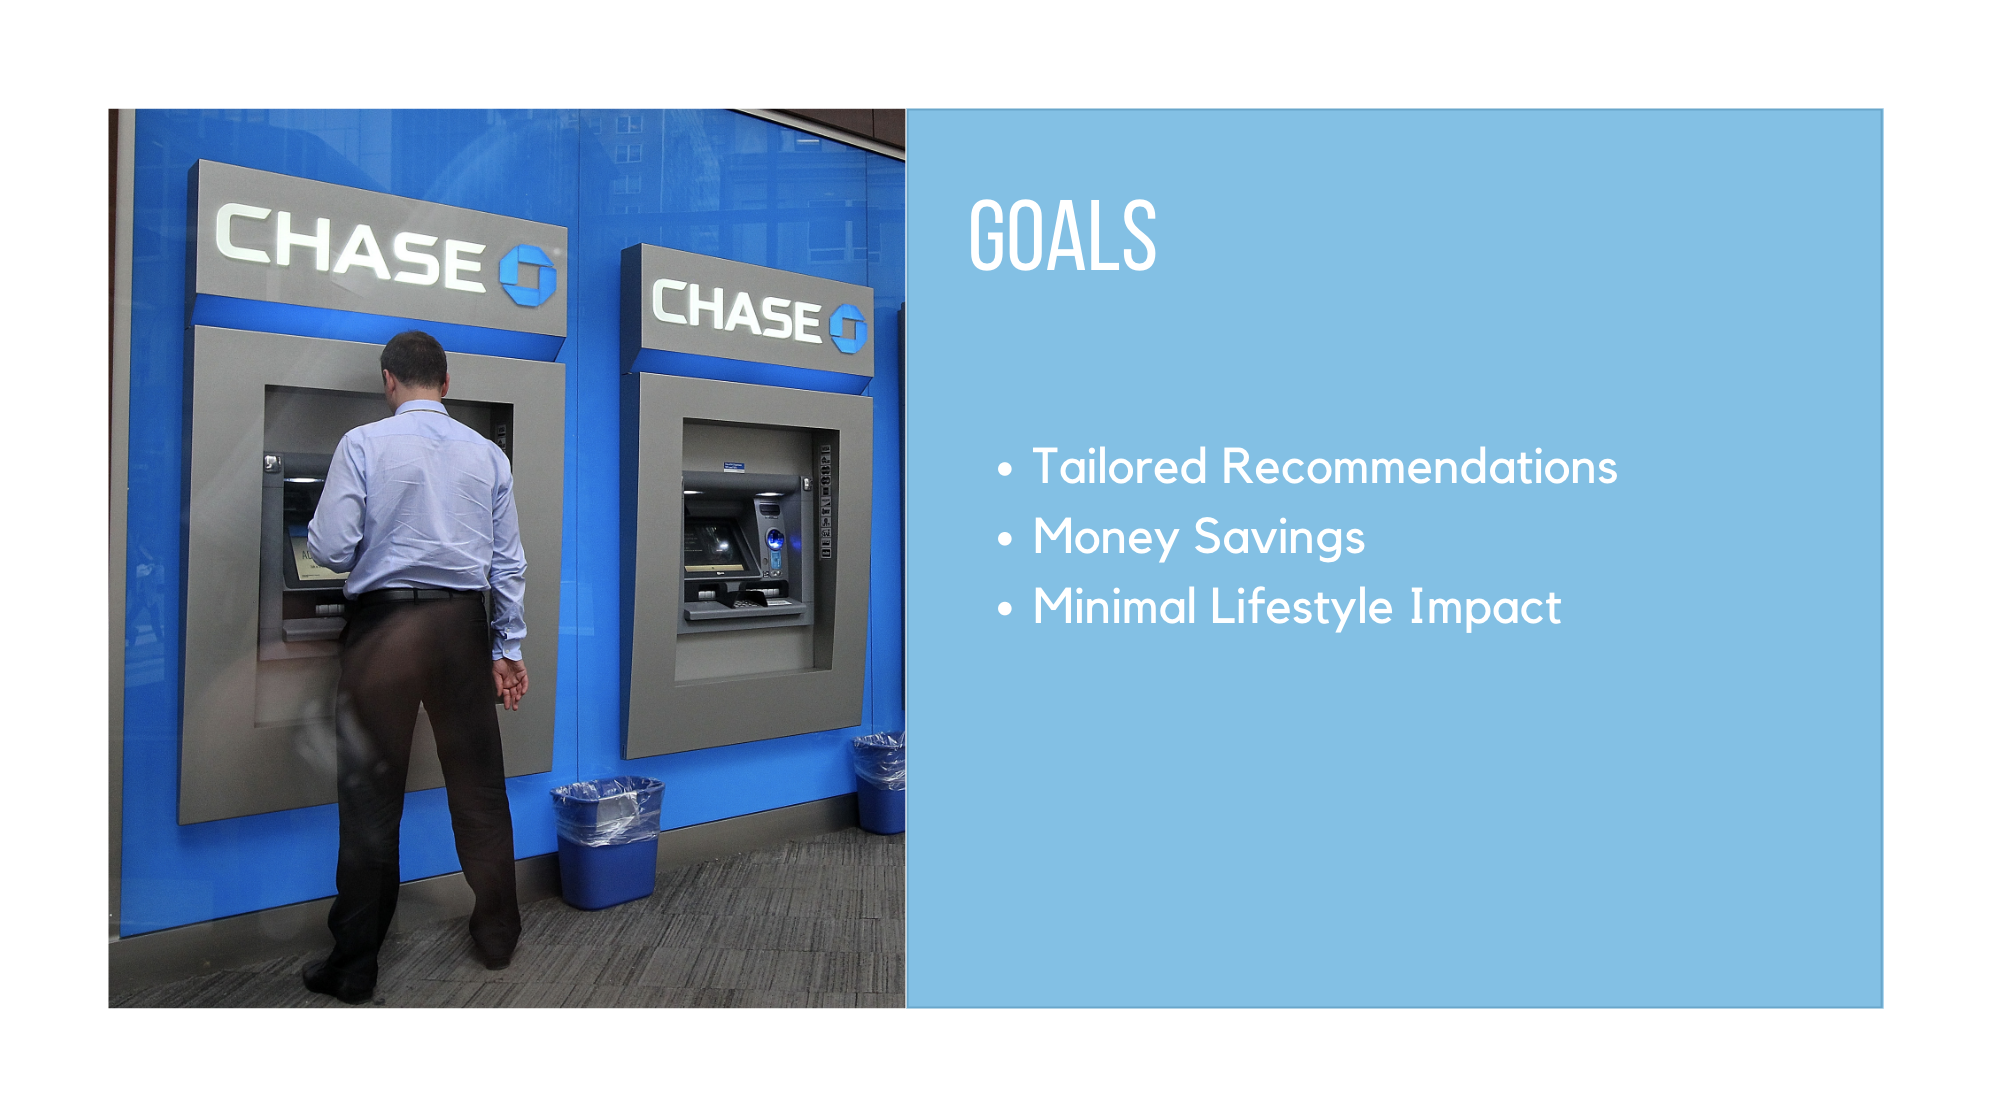 CHASE
CHASE
GOALS
• Tailored Recommendations
• Money Savings
• Minimal Lifestyle Impact